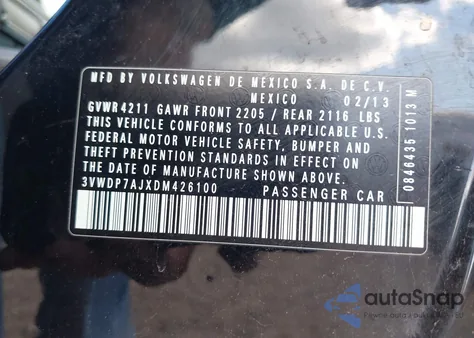 MFD BY VOLKSWAGEN DE MEXICO S.A. DE C.V.
MEXICO 02/13
GVWR 4211 GAWR FRONT 2205 / REAR 2116 LBS
THIS VEHICLE CONFORMS TO ALL APPLICABLE U.S.
FEDERAL MOTOR VEHICLE SAFETY, BUMPER AND
THEFT PREVENTION STANDARDS IN EFFECT ON
THE DATE OF MANUFACTURE SHOWN ABOVE.
3VWDP7AJXDM426100 PASSENGER CAR
0846435 1013 M
autoSnap